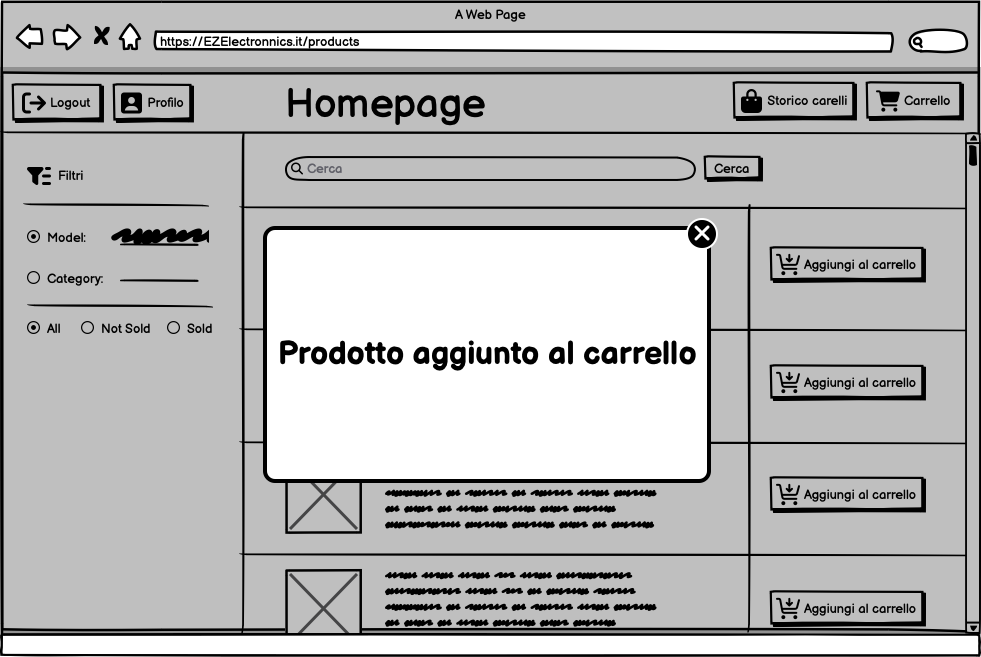 A Web Page
https://EZElectronnics.it/products
Logout
Profilo
Homepage
Storico carelli
Carrello
Filtri
Cerca
Cerca
Model:
Category:
All
Not Sold
Sold
Aggiungi al carrello
Prodotto aggiunto al carrello
Aggiungi al carrello
Aggiungi al carrello
Aggiungi al carrello